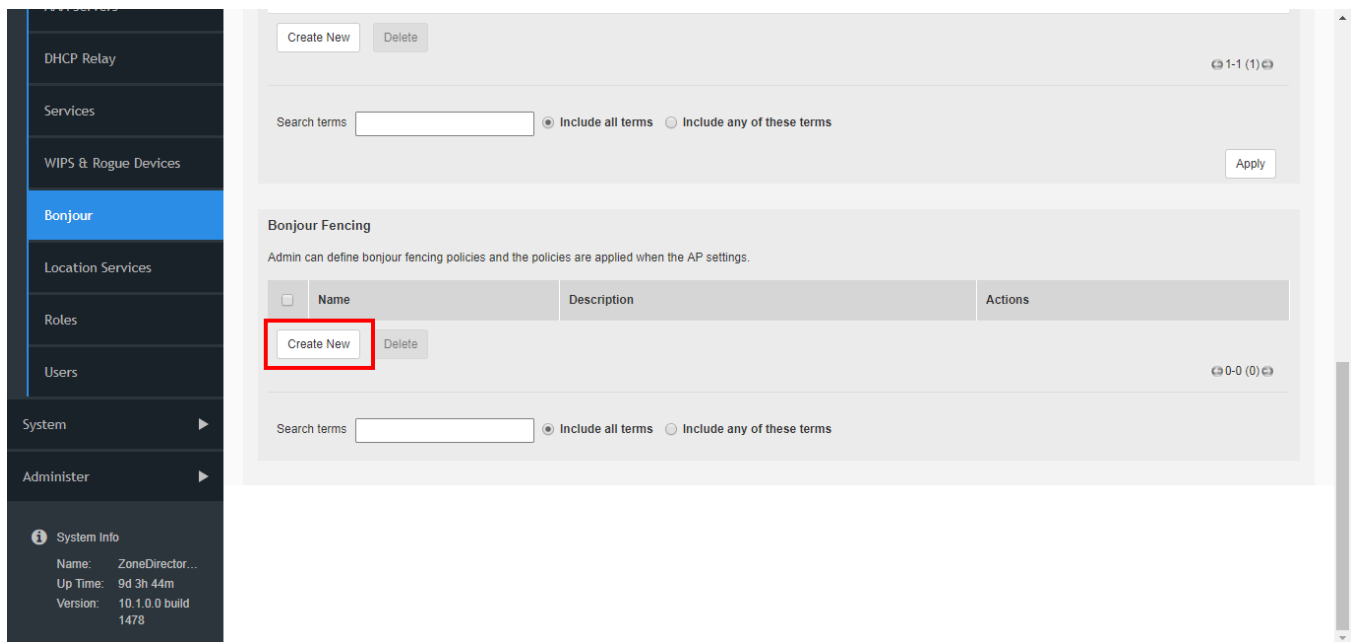 DHCP Relay
Services
WIPS & Rogue Devices
Bonjour
Location Services
Roles
Users
System
Administer
System Info
Name: ZoneDirector...
Up Time: 9d 3h 44m
Version: 10.1.0.0 build
1478
Create New Delete
1-1 (1)
Search terms Include all terms Include any of these terms
Apply
Bonjour Fencing
Admin can define bonjour fencing policies and the policies are applied when the AP settings.
Name Description Actions
Create New Delete
0-0 (0)
Search terms Include all terms Include any of these terms